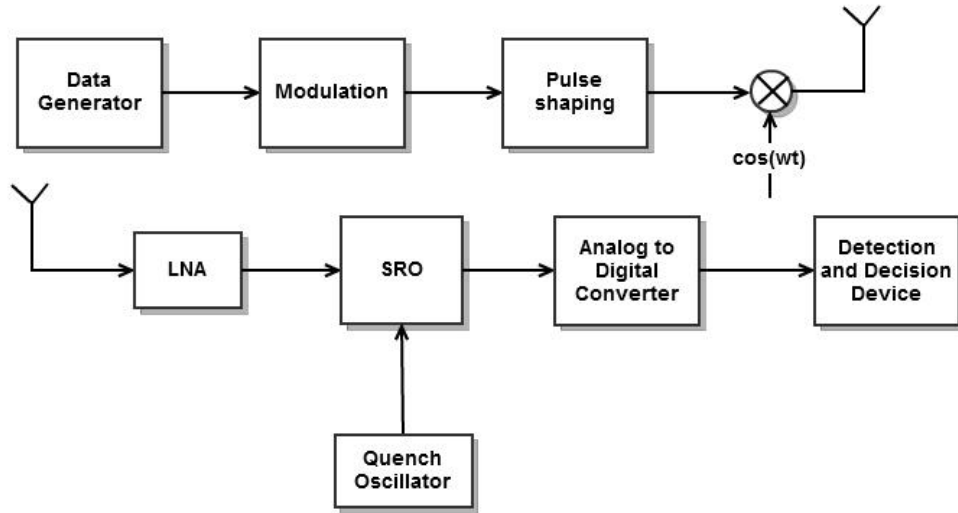 Data
Generator
Modulation
Pulse
shaping
cos(wt)
LNA
SRO
Analog to
Digital
Converter
Detection
and Decision
Device
Quench
Oscillator